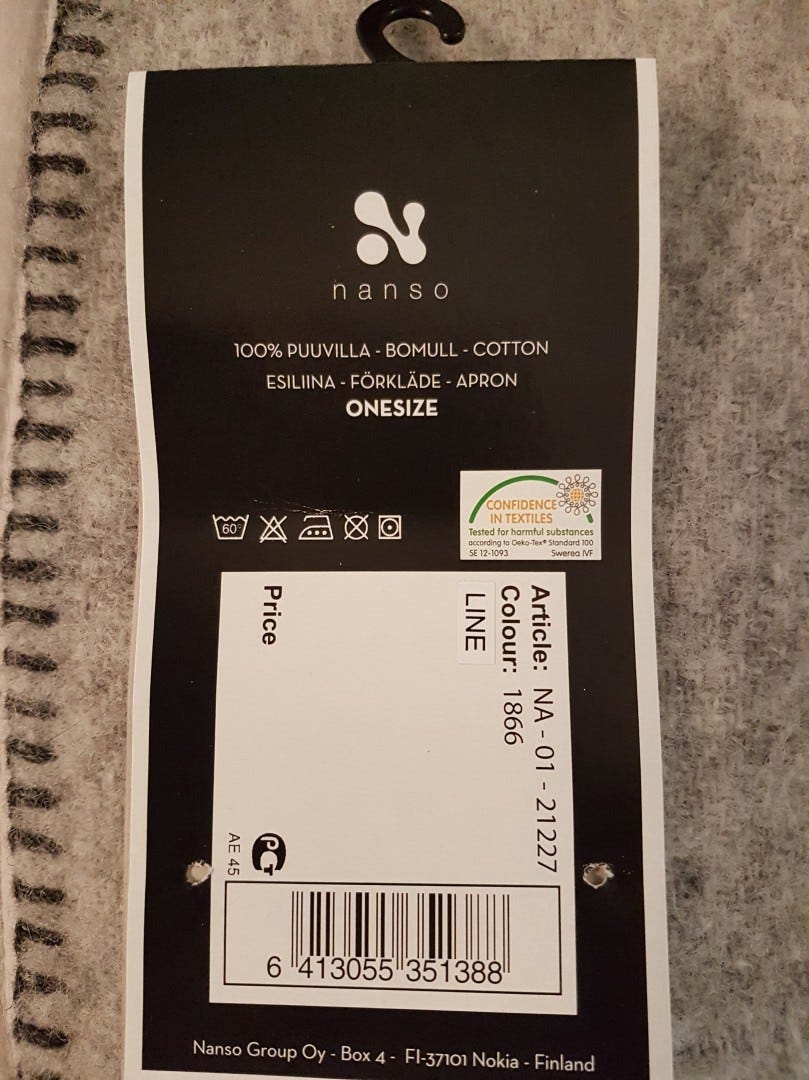 nanso
100% PUUVILLA - BOMULL - COTTON
ESILIINA - FÖRKLÄDE - APRON
ONESIZE
60°
CONFIDENCE
IN TEXTILES
Tested for harmful substances
according to Oeko-Tex® Standard 100
SE 12-1093 Swerea IVF
Article: NA - 01 - 21227
Colour: 1866
LINE
Price
PG
AE 45
6 413055 351388
Nanso Group Oy - Box 4 - FI-37101 Nokia - Finland